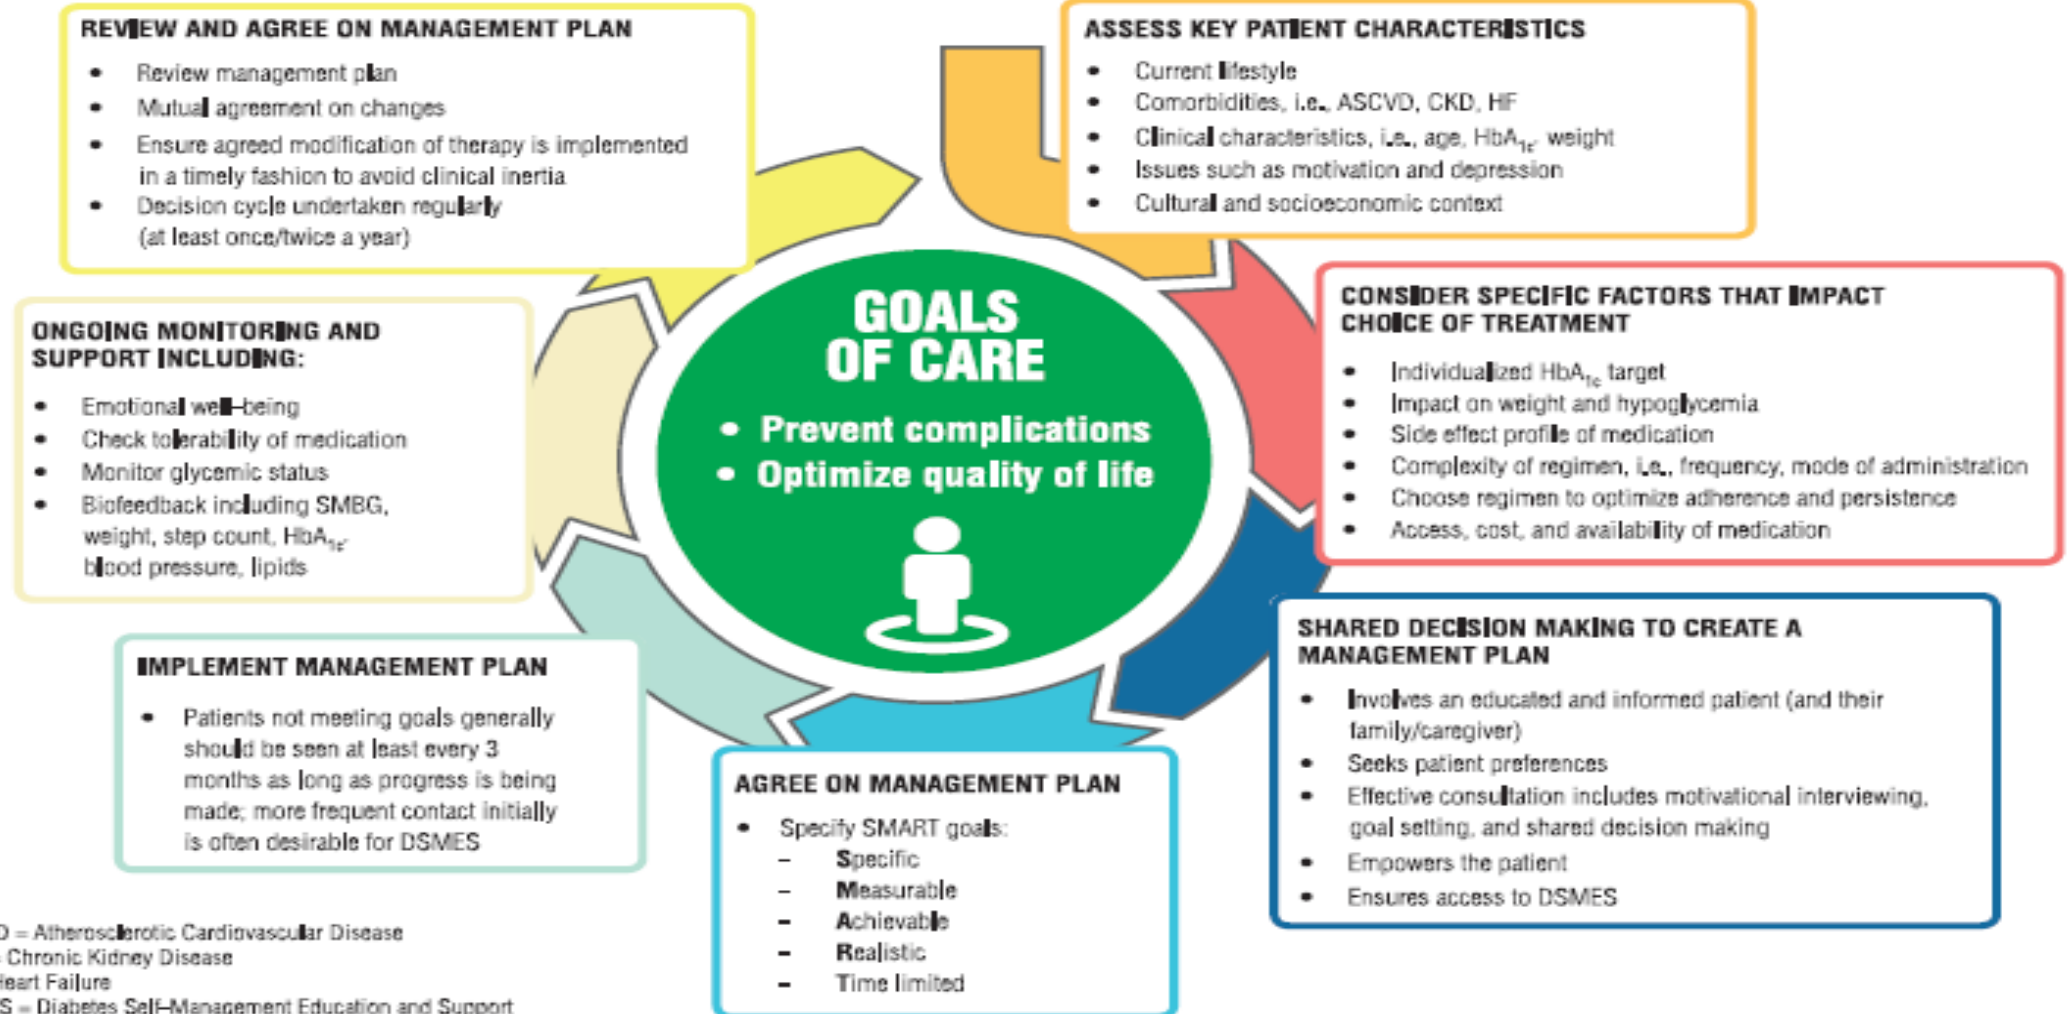 REVIEW AND AGREE ON MANAGEMENT PLAN
• Review management plan
• Mutual agreement on changes
• Ensure agreed modification of therapy is implemented
in a timely fashion to avoid clinical inertia
• Decision cycle undertaken regularly
(at least once/twice a year)
ASSESS KEY PATIENT CHARACTERISTICS
• Current lifestyle
• Comorbidities, i.e., ASCVD, CKD, HF
• Clinical characteristics, i.e., age, HbA1c, weight
• Issues such as motivation and depression
• Cultural and socioeconomic context
CONSIDER SPECIFIC FACTORS THAT IMPACT
CHOICE OF TREATMENT
• Individualized HbA1c target
• Impact on weight and hypoglycemia
• Side effect profile of medication
• Complexity of regimen, i.e., frequency, mode of administration
• Choose regimen to optimize adherence and persistence
• Access, cost, and availability of medication
SHARED DECISION MAKING TO CREATE A
MANAGEMENT PLAN
• Involves an educated and informed patient (and their
family/caregiver)
• Seeks patient preferences
• Effective consultation includes motivational interviewing,
goal setting, and shared decision making
• Empowers the patient
• Ensures access to DSMES
AGREE ON MANAGEMENT PLAN
• Specify SMART goals:
– Specific
– Measurable
– Achievable
– Realistic
– Time limited
IMPLEMENT MANAGEMENT PLAN
• Patients not meeting goals generally
should be seen at least every 3
months as long as progress is being
made; more frequent contact initially
is often desirable for DSMES
ONGOING MONITORING AND
SUPPORT INCLUDING:
• Emotional well–being
• Check tolerability of medication
• Monitor glycemic status
• Biofeedback including SMBG,
weight, step count, HbA1c,
blood pressure, lipids
GOALS
OF CARE
• Prevent complications
• Optimize quality of life
D = Atherosclerotic Cardiovascular Disease
= Chronic Kidney Disease
Heart Failure
S = Diabetes Self–Management Education and Support